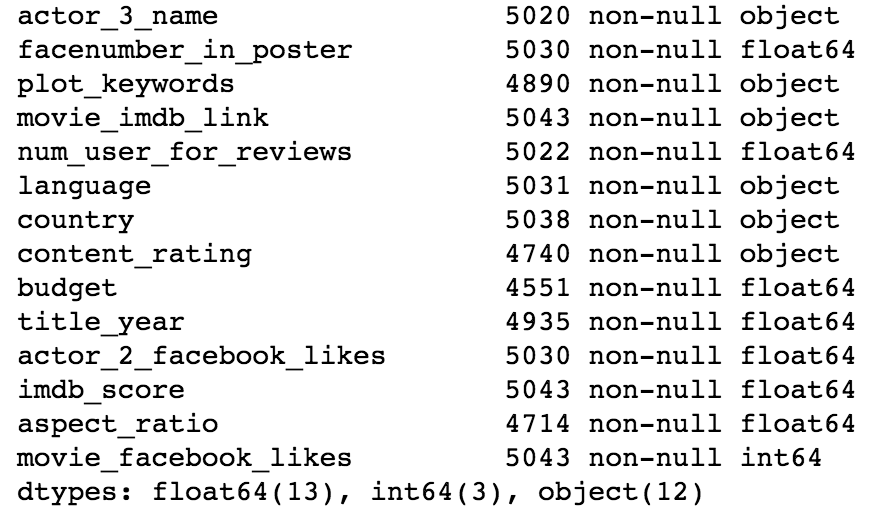 actor_3_name 5020 non-null object
facenumber_in_poster 5030 non-null float64
plot_keywords 4890 non-null object
movie_imdb_link 5043 non-null object
num_user_for_reviews 5022 non-null float64
language 5031 non-null object
country 5038 non-null object
content_rating 4740 non-null object
budget 4551 non-null float64
title_year 4935 non-null float64
actor_2_facebook_likes 5030 non-null float64
imdb_score 5043 non-null float64
aspect_ratio 4714 non-null float64
movie_facebook_likes 5043 non-null int64
dtypes: float64(13), int64(3), object(12)